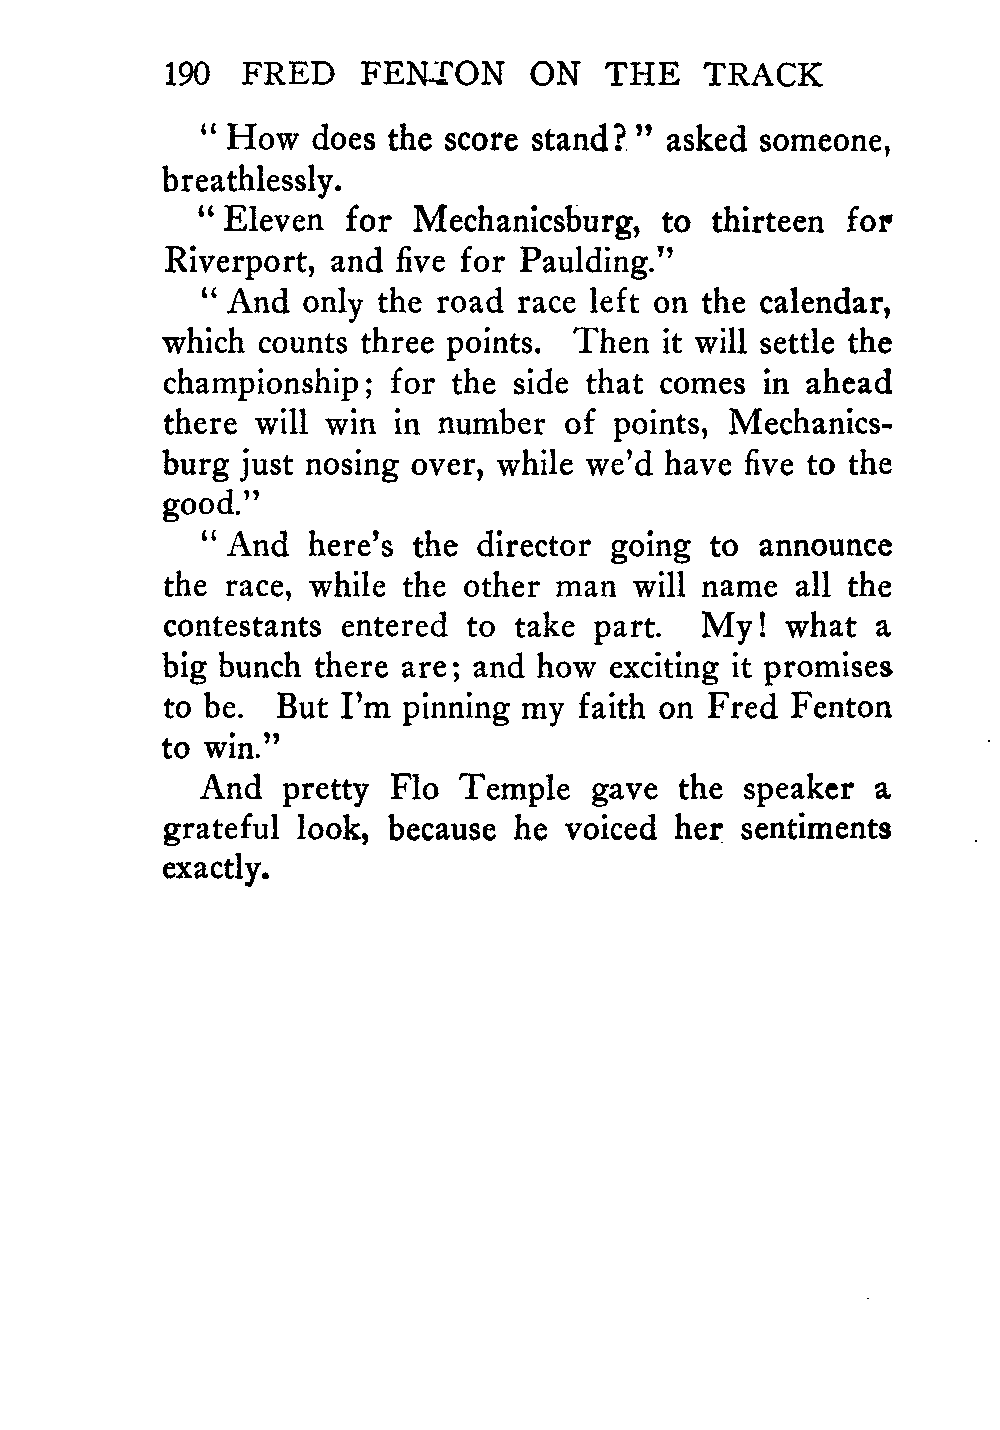 190 FRED FENTON ON THE TRACK
“ How does the score stand? ” asked someone,
breathlessly.
“ Eleven for Mechanicsburg, to thirteen for
Riverport, and five for Paulding.”
“ And only the road race left on the calendar,
which counts three points. Then it will settle the
championship; for the side that comes in ahead
there will win in number of points, Mechanics-
burg just nosing over, while we’d have five to the
good.”
“ And here’s the director going to announce
the race, while the other man will name all the
contestants entered to take part. My! what a
big bunch there are; and how exciting it promises
to be. But I’m pinning my faith on Fred Fenton
to win.”
And pretty Flo Temple gave the speaker a
grateful look, because he voiced her sentiments
exactly.